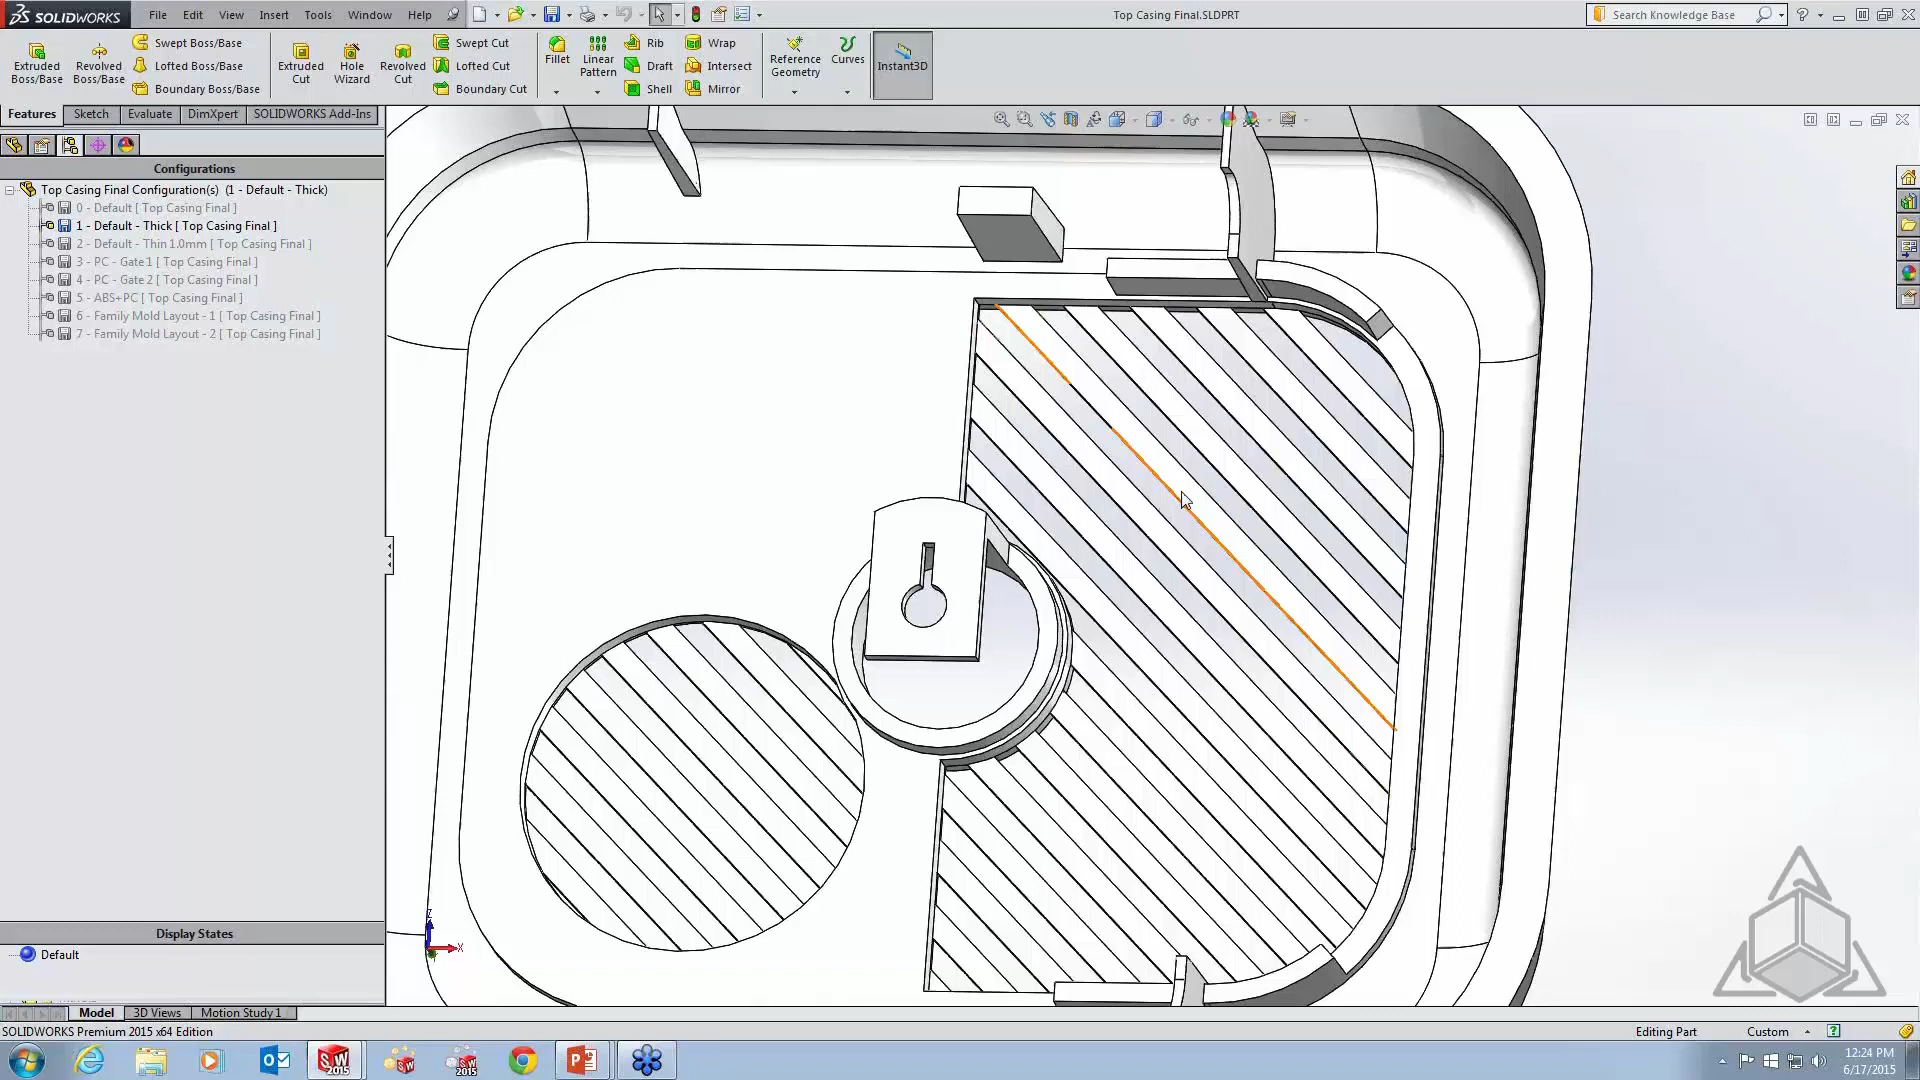 SOLIDWORKS
File Edit View Insert Tools Window Help
Top Casing Final.SLDPRT
Search Knowledge Base
Extruded Boss/Base
Revolved Boss/Base
Swept Boss/Base
Lofted Boss/Base
Boundary Boss/Base
Extruded Cut
Hole Wizard
Revolved Cut
Swept Cut
Lofted Cut
Boundary Cut
Fillet
Linear Pattern
Rib
Draft
Shell
Wrap
Intersect
Mirror
Reference Geometry
Curves
Instant3D
Features Sketch Evaluate DimXpert SOLIDWORKS Add-Ins
Configurations
Top Casing Final Configuration(s) (1 - Default - Thick)
0 - Default [ Top Casing Final ]
1 - Default - Thick [ Top Casing Final ]
2 - Default - Thin 1.0mm [ Top Casing Final ]
3 - PC - Gate 1 [ Top Casing Final ]
4 - PC - Gate 2 [ Top Casing Final ]
5 - ABS+PC [ Top Casing Final ]
6 - Family Mold Layout - 1 [ Top Casing Final ]
7 - Family Mold Layout - 2 [ Top Casing Final ]
Display States
Default
Z
X
Model 3D Views Motion Study 1
SOLIDWORKS Premium 2015 x64 Edition
Editing Part
Custom
SW 2015
2015
12:24 PM
6/17/2015